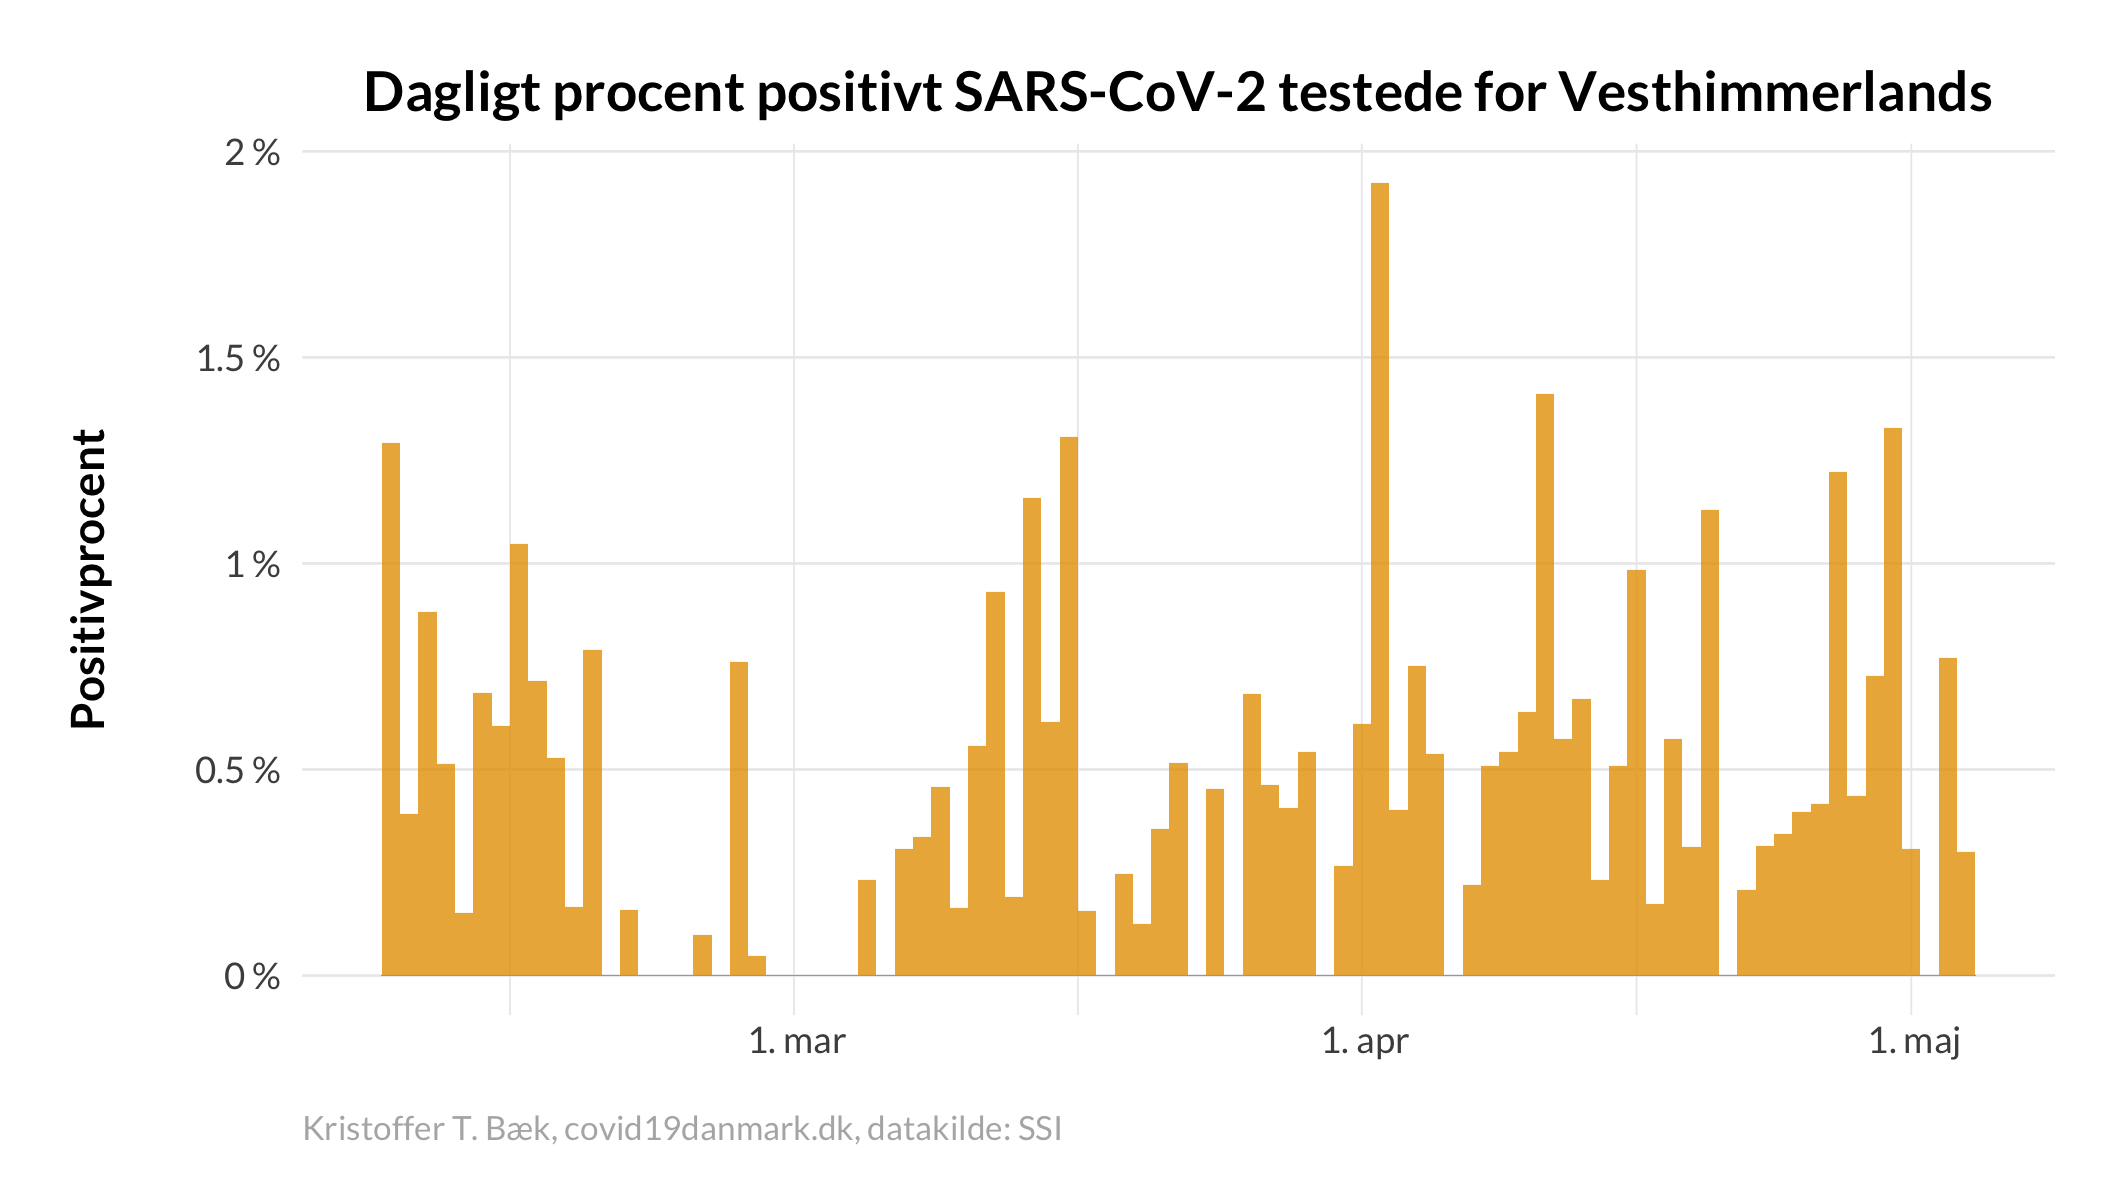 Dagligt procent positivt SARS-CoV-2 testede for Vesthimmerlands
Positivprocent
2 %
1.5 %
1 %
0.5 %
0 %
1. mar
1. apr
1. maj
Kristoffer T. Bæk, covid19danmark.dk, datakilde: SSI